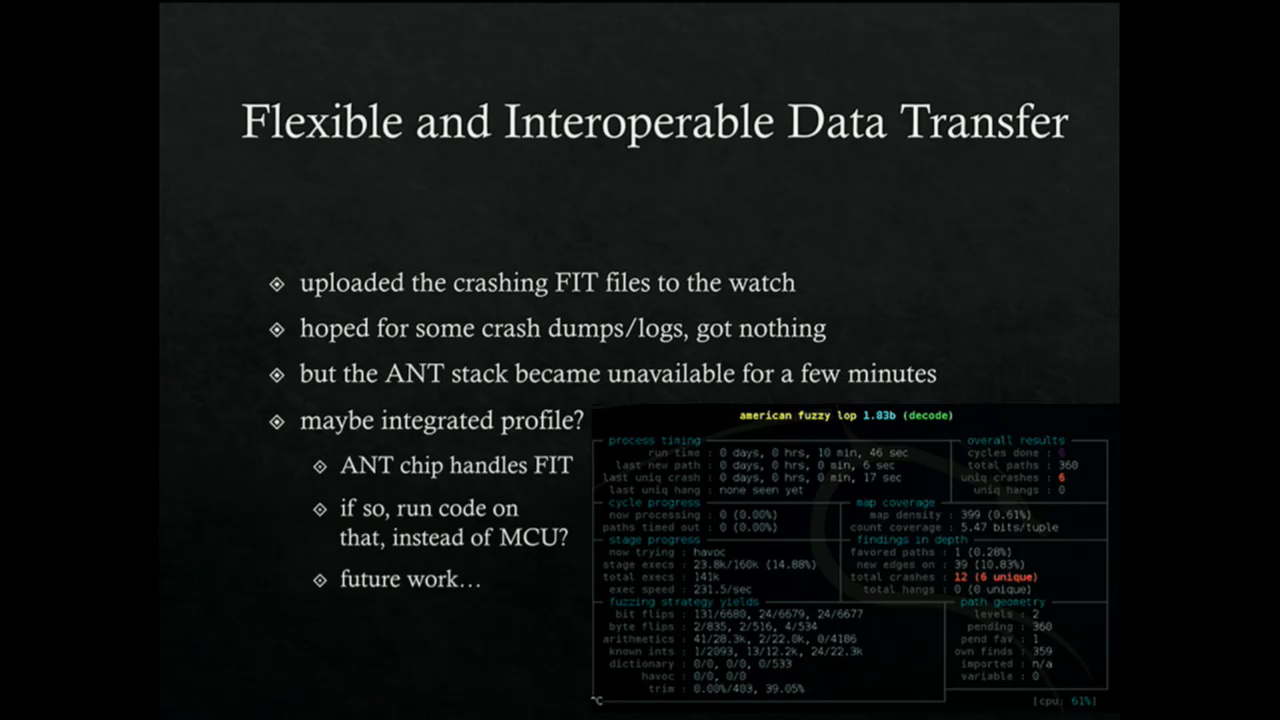 Flexible and Interoperable Data Transfer
uploaded the crashing FIT files to the watch
hoped for some crash dumps/logs, got nothing
but the ANT stack became unavailable for a few minutes
maybe integrated profile?
ANT chip handles FIT
if so, run code on
that, instead of MCU?
future work…
american fuzzy lop 1.83b (decode)
process timing
run time : 0 days, 0 hrs, 10 min, 46 sec
last new path : 0 days, 0 hrs, 0 min, 6 sec
last uniq crash : 0 days, 0 hrs, 0 min, 17 sec
last uniq hang : none seen yet
overall results
cycles done : 0
total paths : 360
uniq crashes : 6
uniq hangs : 0
cycle progress
now processing : 0 (0.00%)
paths timed out : 0 (0.00%)
map coverage
map density : 399 (0.61%)
count coverage : 5.47 bits/tuple
stage progress
now trying : havoc
stage execs : 23.8k/160k (14.88%)
total execs : 141k
exec speed : 231.5/sec
findings in depth
favored paths : 1 (0.28%)
new edges on : 39 (10.83%)
total crashes : 12 (6 unique)
total hangs : 0 (0 unique)
fuzzing strategy yields
bit flips : 131/6680, 24/6679, 24/6677
byte flips : 2/835, 2/516, 4/534
arithmetics : 41/28.3k, 2/22.0k, 0/4186
known ints : 1/2093, 13/12.2k, 24/22.3k
dictionary : 0/0, 0/0, 0/533
havoc : 0/0, 0/0
trim : 0.00%/403, 39.05%
path geometry
levels : 2
pending : 360
pend fav : 1
own finds : 359
imported : n/a
variable : 0
^C
[cpu: 61%]